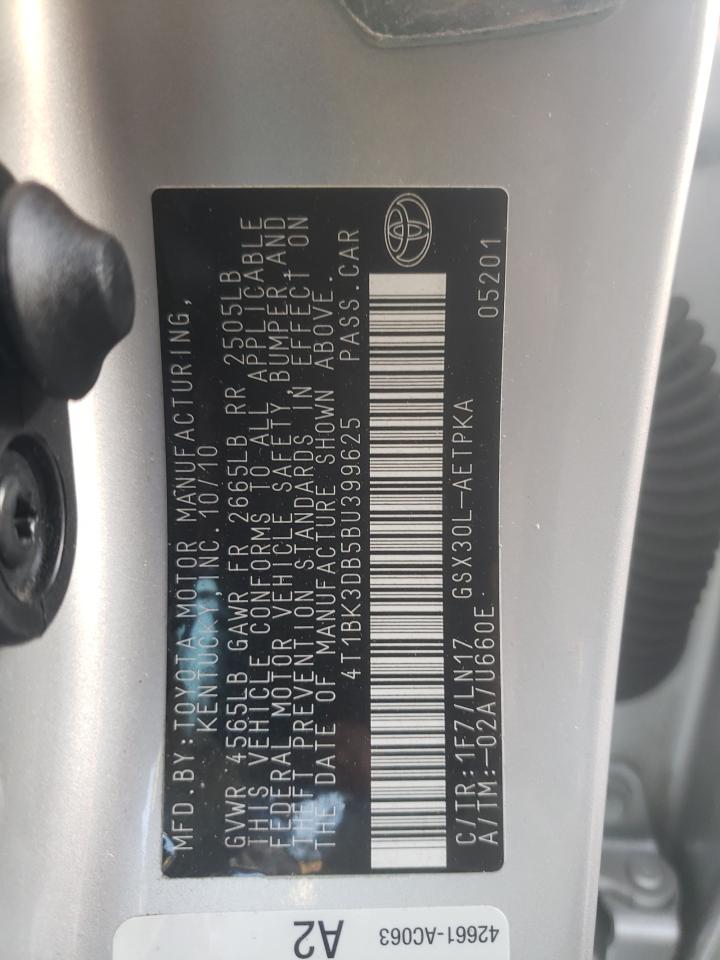 MFD.BY:TOYOTA MOTOR MANUFACTURING,
KENTUCKY, INC. 10/10
GVWR 4565LB GAWR FR 2665LB RR 2505LB
THIS VEHICLE CONFORMS TO ALL APPLICABLE
FEDERAL MOTOR VEHICLE SAFETY, BUMPER, AND
THEFT PREVENTION STANDARDS IN EFFECT ON
THE DATE OF MANUFACTURE SHOWN ABOVE.
4T1BK3DB5BU399625 PASS.CAR
C/TR:1F7/LN17 GSX30L-AETPKA 05201
A/TM:-02A/U660E
42661-AC063
A2